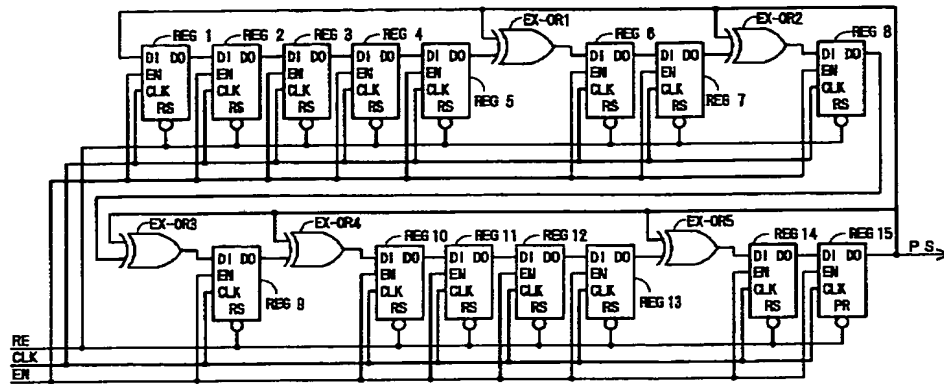 EX-OR1 EX-OR2
REG 1 REG 2 REG 3 REG 4 REG 6 REG 8
DI DO DI DO DI DO DI DO DI DO DI DO DI DO DI DO
EN EN EN EN EN EN EN EN
CLK CLK CLK CLK CLK CLK CLK CLK
REG 5 REG 7
RS RS RS RS RS RS RS RS
EX-OR3 EX-OR4 EX-OR5
REG 10 REG 11 REG 12 REG 14 REG 15
PS
DI DO DI DO DI DO DI DO DI DO DI DO DI DO
EN EN EN EN EN EN EN
CLK CLK CLK CLK CLK CLK CLK
REG 9 REG 13
RS RS RS RS RS RS PR
RE
CLK
EN